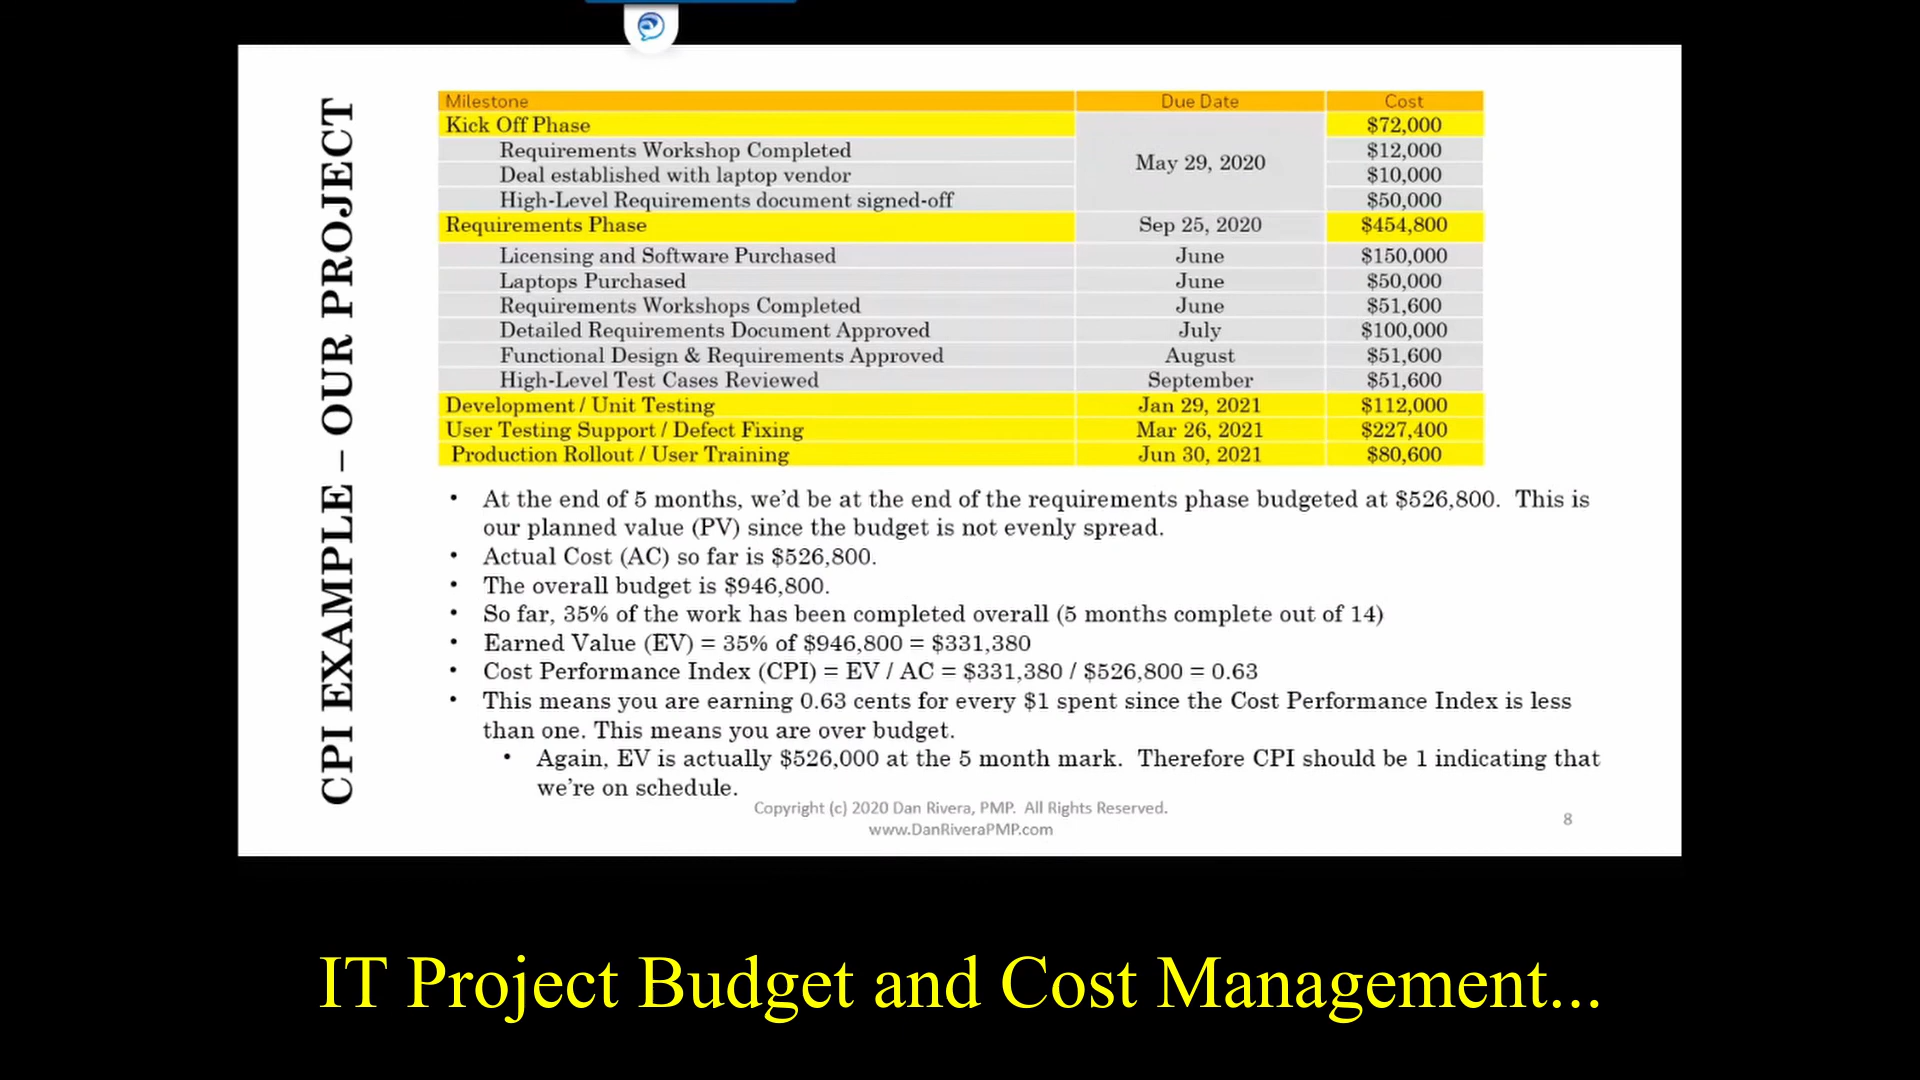 CPI EXAMPLE – OUR PROJECT
Milestone Due Date Cost
Kick Off Phase May 29, 2020 $72,000
Requirements Workshop Completed $12,000
Deal established with laptop vendor $10,000
High-Level Requirements document signed-off $50,000
Requirements Phase Sep 25, 2020 $454,800
Licensing and Software Purchased June $150,000
Laptops Purchased June $50,000
Requirements Workshops Completed June $51,600
Detailed Requirements Document Approved July $100,000
Functional Design & Requirements Approved August $51,600
High-Level Test Cases Reviewed September $51,600
Development / Unit Testing Jan 29, 2021 $112,000
User Testing Support / Defect Fixing Mar 26, 2021 $227,400
Production Rollout / User Training Jun 30, 2021 $80,600
• At the end of 5 months, we’d be at the end of the requirements phase budgeted at $526,800. This is
our planned value (PV) since the budget is not evenly spread.
• Actual Cost (AC) so far is $526,800.
• The overall budget is $946,800.
• So far, 35% of the work has been completed overall (5 months complete out of 14)
• Earned Value (EV) = 35% of $946,800 = $331,380
• Cost Performance Index (CPI) = EV / AC = $331,380 / $526,800 = 0.63
• This means you are earning 0.63 cents for every $1 spent since the Cost Performance Index is less
than one. This means you are over budget.
• Again, EV is actually $526,000 at the 5 month mark. Therefore CPI should be 1 indicating that
we’re on schedule.
Copyright (c) 2020 Dan Rivera, PMP. All Rights Reserved.
www.DanRiveraPMP.com
8
IT Project Budget and Cost Management...